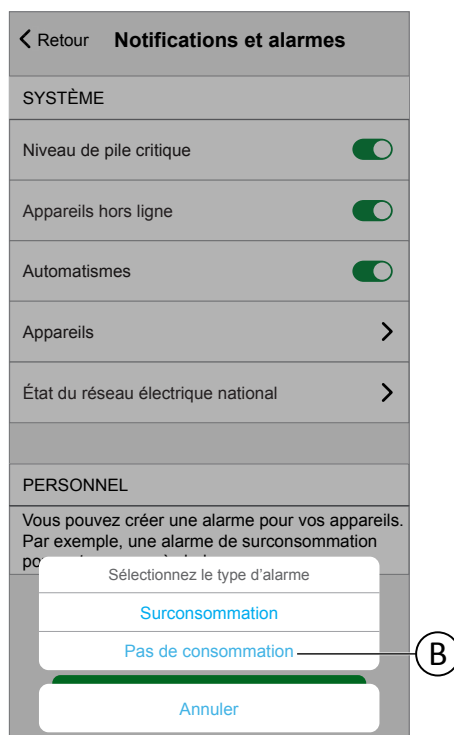 Retour Notifications et alarmes
SYSTÈME
Niveau de pile critique
Appareils hors ligne
Automatismes
Appareils
État du réseau électrique national
PERSONNEL
Vous pouvez créer une alarme pour vos appareils.
Par exemple, une alarme de surconsommation
Sélectionnez le type d'alarme
Surconsommation
Pas de consommation
B
Annuler